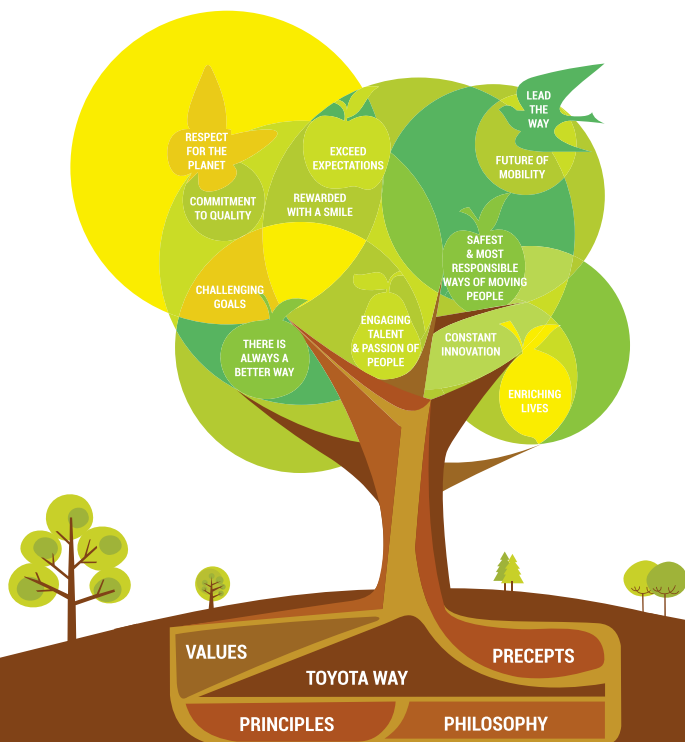 LEAD
THE
WAY
RESPECT
FOR THE
PLANET
EXCEED
EXPECTATIONS
FUTURE OF
MOBILITY
COMMITMENT
TO QUALITY
REWARDED
WITH A SMILE
SAFEST
& MOST
RESPONSIBLE
WAYS OF MOVING
PEOPLE
CHALLENGING
GOALS
ENGAGING
TALENT
& PASSION OF
PEOPLE
CONSTANT
INNOVATION
THERE IS
ALWAYS A
BETTER WAY
ENRICHING
LIVES
VALUES
PRECEPTS
TOYOTA WAY
PRINCIPLES
PHILOSOPHY